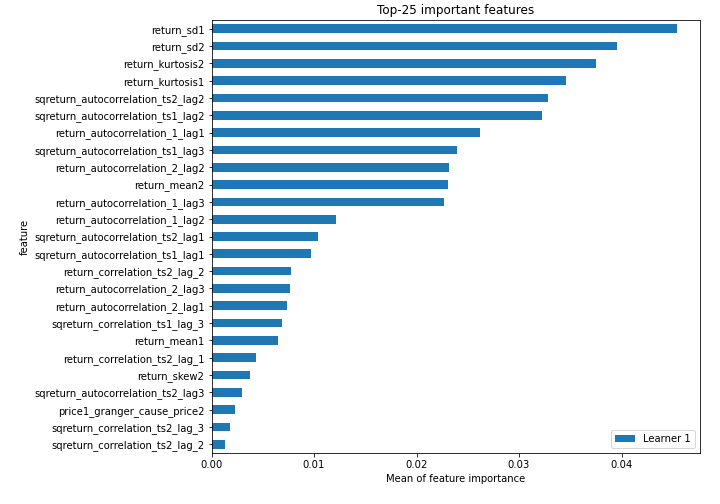 Top-25 important features
return_sd1
return_sd2
return_kurtosis2
return_kurtosis1
sqreturn_autocorrelation_ts2_lag2
sqreturn_autocorrelation_ts1_lag2
return_autocorrelation_1_lag1
sqreturn_autocorrelation_ts1_lag3
return_autocorrelation_2_lag2
return_mean2
return_autocorrelation_1_lag3
return_autocorrelation_1_lag2
sqreturn_autocorrelation_ts2_lag1
sqreturn_autocorrelation_ts1_lag1
return_correlation_ts2_lag_2
return_autocorrelation_2_lag3
return_autocorrelation_2_lag1
sqreturn_correlation_ts1_lag_3
return_mean1
return_correlation_ts2_lag_1
return_skew2
sqreturn_autocorrelation_ts2_lag3
price1_granger_cause_price2
sqreturn_correlation_ts2_lag_3
sqreturn_correlation_ts2_lag_2
feature
Learner 1
0.00 0.01 0.02 0.03 0.04
Mean of feature importance